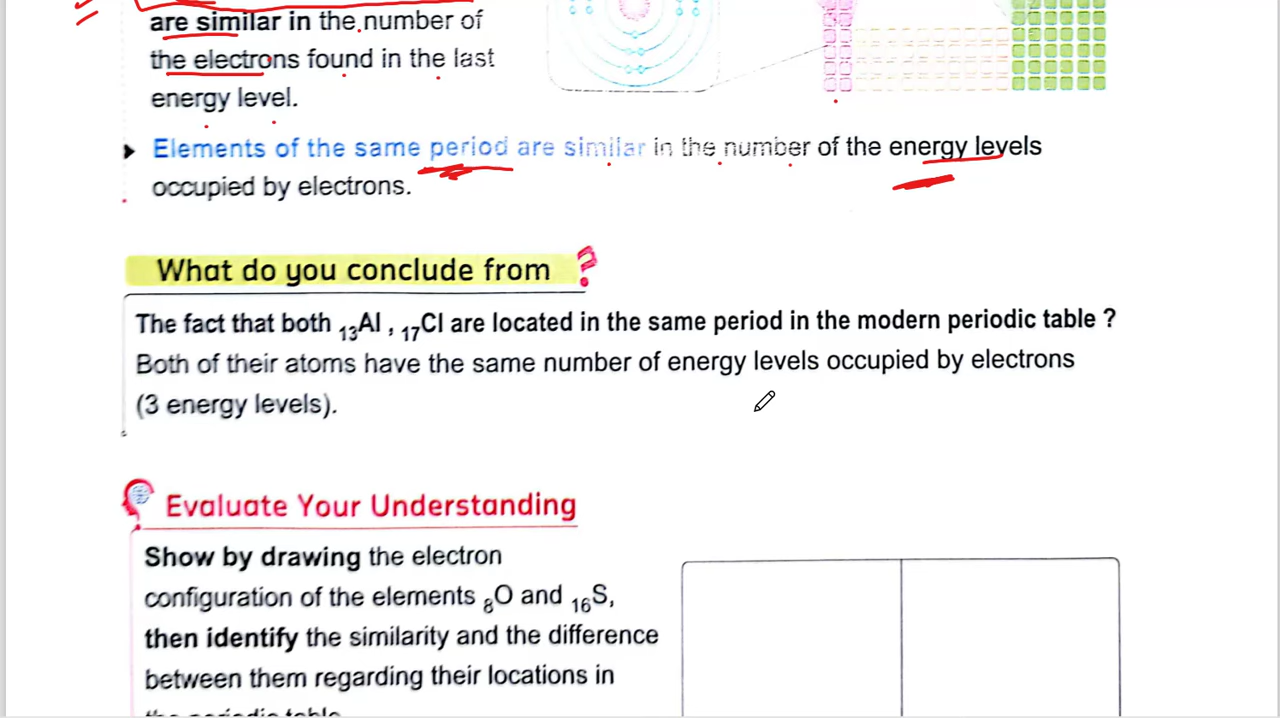 are similar in the number of
the electrons found in the last
energy level.
Elements of the same period are similar in the number of the energy levels
occupied by electrons.
What do you conclude from ?
The fact that both ₁₃Al , ₁₇Cl are located in the same period in the modern periodic table ?
Both of their atoms have the same number of energy levels occupied by electrons
(3 energy levels).
Evaluate Your Understanding
Show by drawing the electron
configuration of the elements ₈O and ₁₆S,
then identify the similarity and the difference
between them regarding their locations in
the periodic table